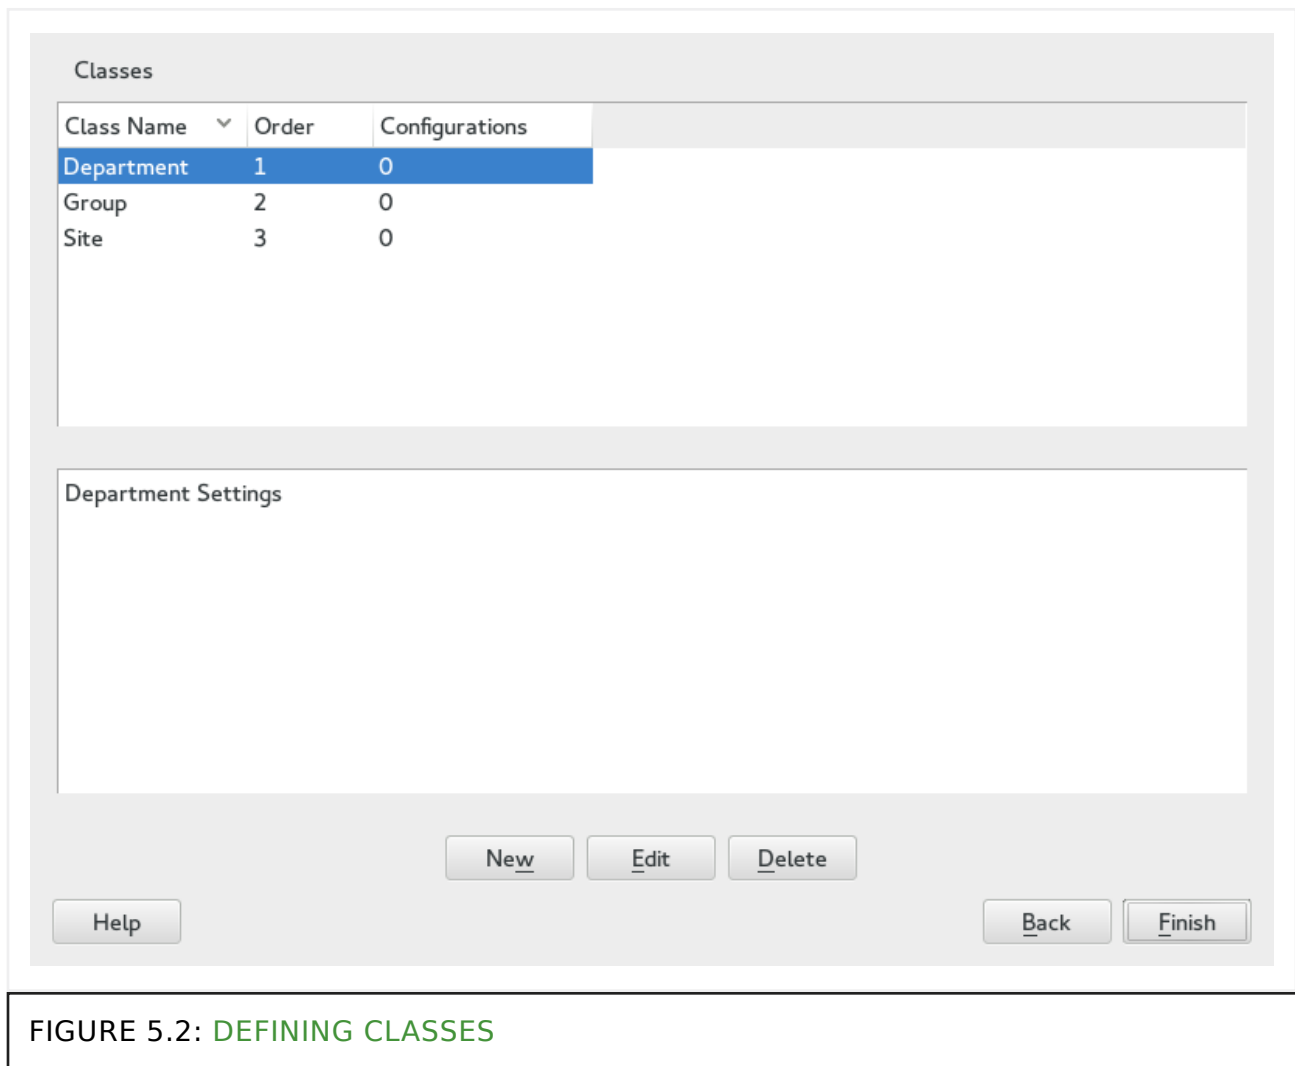 Classes
Class Name Order Configurations
Department 1 0
Group 2 0
Site 3 0
Department Settings
New Edit Delete
Help Back Finish
FIGURE 5.2: DEFINING CLASSES